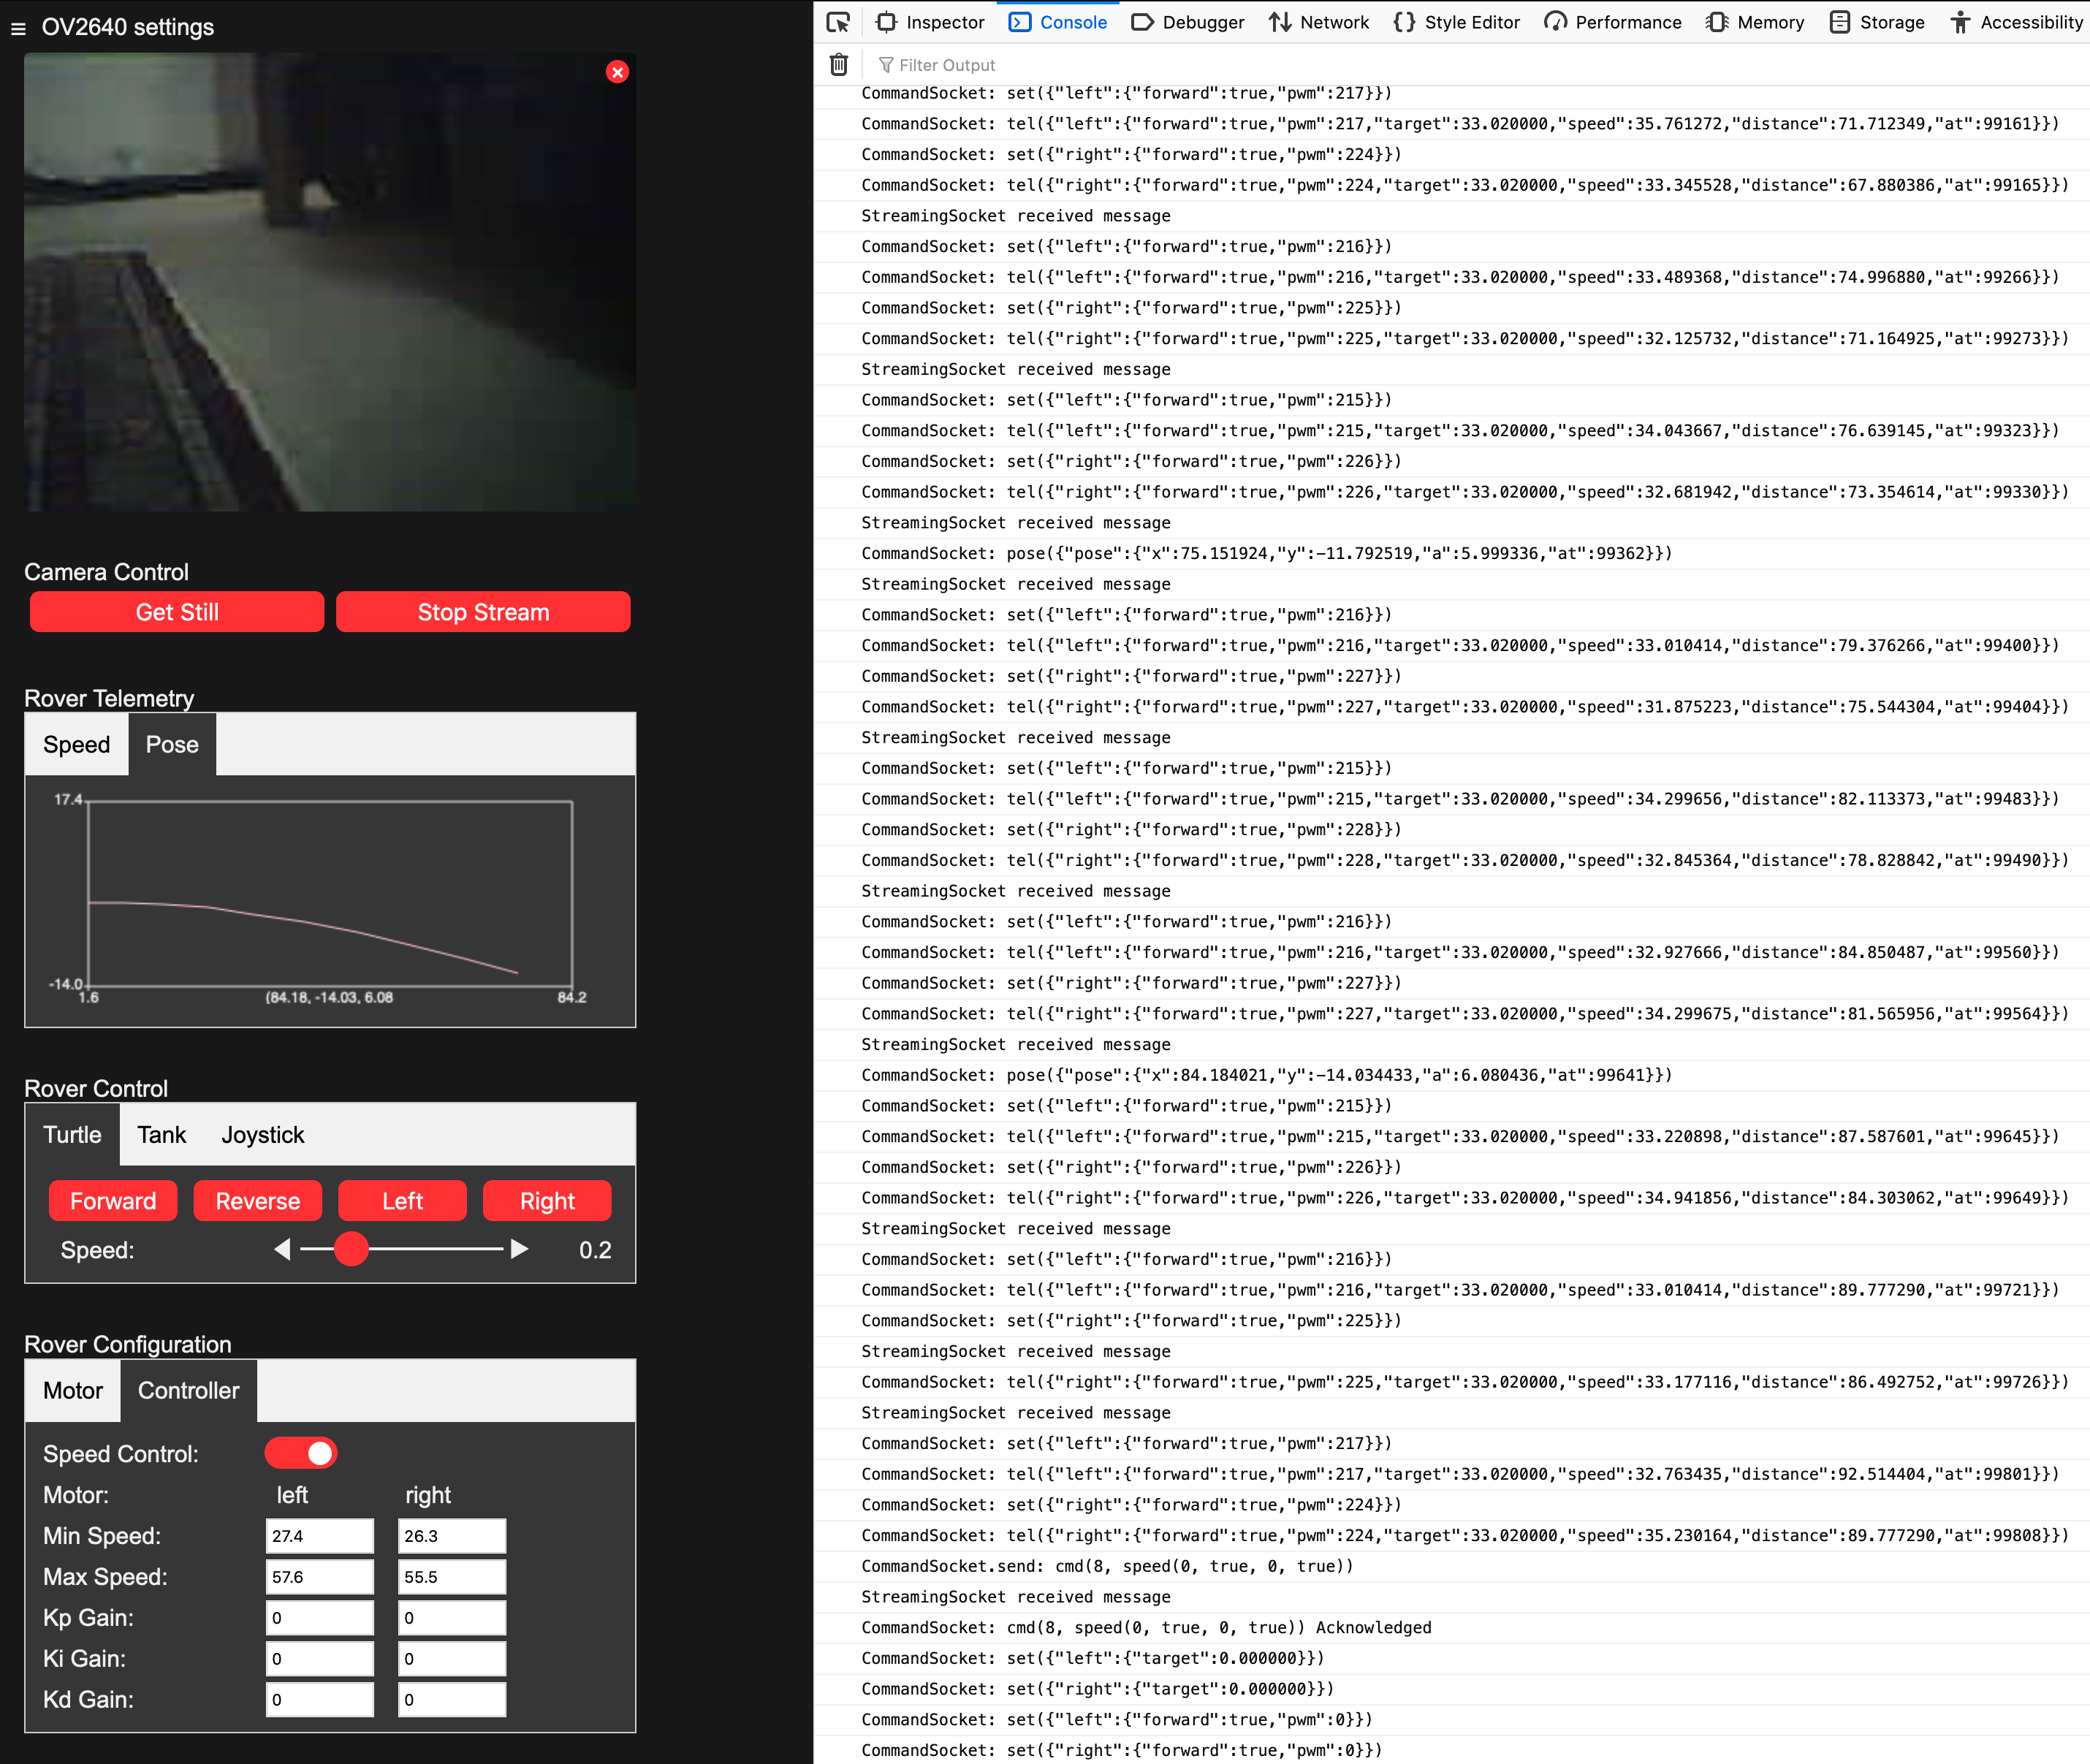 ≡ OV2640 settings
Camera Control
Get Still
Stop Stream
Rover Telemetry
Speed
Pose
17.4
-14.0
1.6
(84.18, -14.03, 6.08
84.2
Rover Control
Turtle
Tank
Joystick
Forward
Reverse
Left
Right
Speed:
0.2
Rover Configuration
Motor
Controller
Speed Control:
Motor: left right
Min Speed: 27.4 26.3
Max Speed: 57.6 55.5
Kp Gain: 0 0
Ki Gain: 0 0
Kd Gain: 0 0
Inspector
Console
Debugger
Network
Style Editor
Performance
Memory
Storage
Accessibility
Filter Output
CommandSocket: set({"left":{"forward":true,"pwm":217}})
CommandSocket: tel({"left":{"forward":true,"pwm":217,"target":33.020000,"speed":35.761272,"distance":71.712349,"at":99161}})
CommandSocket: set({"right":{"forward":true,"pwm":224}})
CommandSocket: tel({"right":{"forward":true,"pwm":224,"target":33.020000,"speed":33.345528,"distance":67.880386,"at":99165}})
StreamingSocket received message
CommandSocket: set({"left":{"forward":true,"pwm":216}})
CommandSocket: tel({"left":{"forward":true,"pwm":216,"target":33.020000,"speed":33.489368,"distance":74.996880,"at":99266}})
CommandSocket: set({"right":{"forward":true,"pwm":225}})
CommandSocket: tel({"right":{"forward":true,"pwm":225,"target":33.020000,"speed":32.125732,"distance":71.164925,"at":99273}})
StreamingSocket received message
CommandSocket: set({"left":{"forward":true,"pwm":215}})
CommandSocket: tel({"left":{"forward":true,"pwm":215,"target":33.020000,"speed":34.043667,"distance":76.639145,"at":99323}})
CommandSocket: set({"right":{"forward":true,"pwm":226}})
CommandSocket: tel({"right":{"forward":true,"pwm":226,"target":33.020000,"speed":32.681942,"distance":73.354614,"at":99330}})
StreamingSocket received message
CommandSocket: pose({"pose":{"x":75.151924,"y":-11.792519,"a":5.999336,"at":99362}})
StreamingSocket received message
CommandSocket: set({"left":{"forward":true,"pwm":216}})
CommandSocket: tel({"left":{"forward":true,"pwm":216,"target":33.020000,"speed":33.010414,"distance":79.376266,"at":99400}})
CommandSocket: set({"right":{"forward":true,"pwm":227}})
CommandSocket: tel({"right":{"forward":true,"pwm":227,"target":33.020000,"speed":31.875223,"distance":75.544304,"at":99404}})
StreamingSocket received message
CommandSocket: set({"left":{"forward":true,"pwm":215}})
CommandSocket: tel({"left":{"forward":true,"pwm":215,"target":33.020000,"speed":34.299656,"distance":82.113373,"at":99483}})
CommandSocket: set({"right":{"forward":true,"pwm":228}})
CommandSocket: tel({"right":{"forward":true,"pwm":228,"target":33.020000,"speed":32.845364,"distance":78.828842,"at":99490}})
StreamingSocket received message
CommandSocket: set({"left":{"forward":true,"pwm":216}})
CommandSocket: tel({"left":{"forward":true,"pwm":216,"target":33.020000,"speed":32.927666,"distance":84.850487,"at":99560}})
CommandSocket: set({"right":{"forward":true,"pwm":227}})
CommandSocket: tel({"right":{"forward":true,"pwm":227,"target":33.020000,"speed":34.299675,"distance":81.565956,"at":99564}})
StreamingSocket received message
CommandSocket: pose({"pose":{"x":84.184021,"y":-14.034433,"a":6.080436,"at":99641}})
CommandSocket: set({"left":{"forward":true,"pwm":215}})
CommandSocket: tel({"left":{"forward":true,"pwm":215,"target":33.020000,"speed":33.220898,"distance":87.587601,"at":99645}})
CommandSocket: set({"right":{"forward":true,"pwm":226}})
CommandSocket: tel({"right":{"forward":true,"pwm":226,"target":33.020000,"speed":34.941856,"distance":84.303062,"at":99649}})
StreamingSocket received message
CommandSocket: set({"left":{"forward":true,"pwm":216}})
CommandSocket: tel({"left":{"forward":true,"pwm":216,"target":33.020000,"speed":33.010414,"distance":89.777290,"at":99721}})
CommandSocket: set({"right":{"forward":true,"pwm":225}})
StreamingSocket received message
CommandSocket: tel({"right":{"forward":true,"pwm":225,"target":33.020000,"speed":33.177116,"distance":86.492752,"at":99726}})
StreamingSocket received message
CommandSocket: set({"left":{"forward":true,"pwm":217}})
CommandSocket: tel({"left":{"forward":true,"pwm":217,"target":33.020000,"speed":32.763435,"distance":92.514404,"at":99801}})
CommandSocket: set({"right":{"forward":true,"pwm":224}})
CommandSocket: tel({"right":{"forward":true,"pwm":224,"target":33.020000,"speed":35.230164,"distance":89.777290,"at":99808}})
CommandSocket.send: cmd(8, speed(0, true, 0, true))
StreamingSocket received message
CommandSocket: cmd(8, speed(0, true, 0, true)) Acknowledged
CommandSocket: set({"left":{"target":0.000000}})
CommandSocket: set({"right":{"target":0.000000}})
CommandSocket: set({"left":{"forward":true,"pwm":0}})
CommandSocket: set({"right":{"forward":true,"pwm":0}})